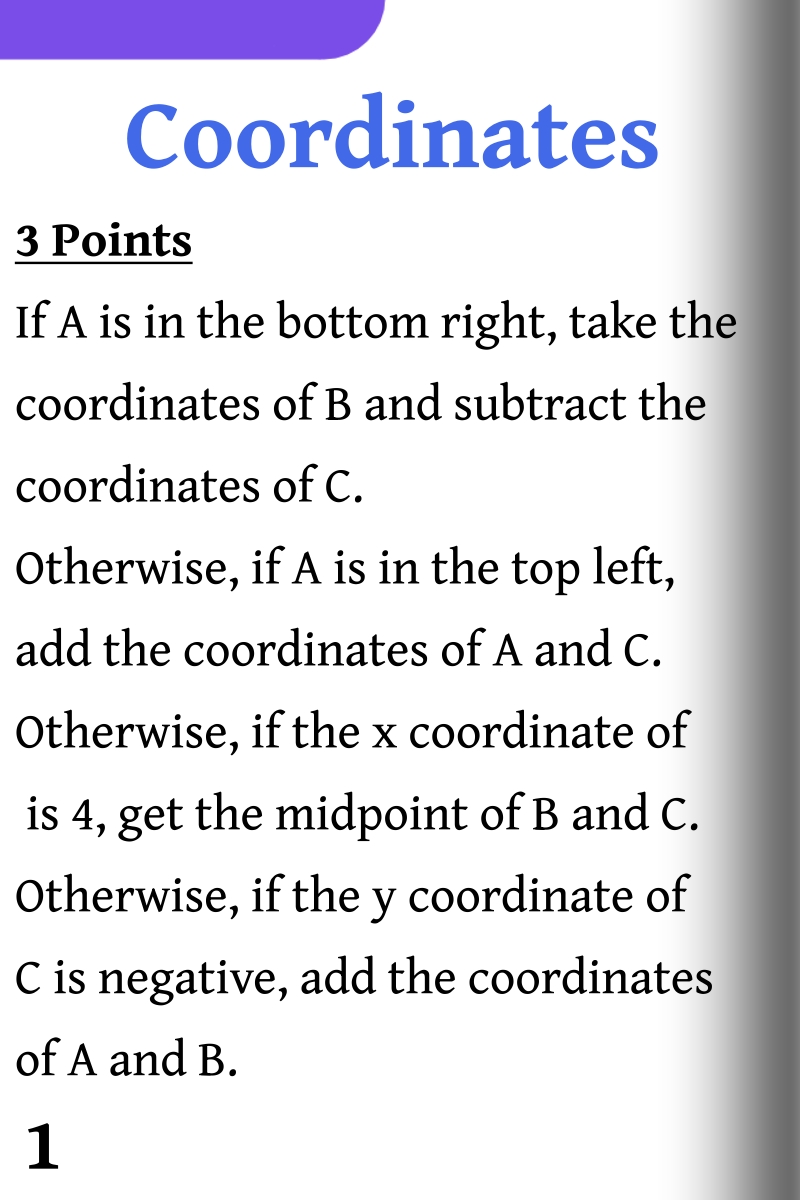 Coordinates
3 Points
If A is in the bottom right, take the
coordinates of B and subtract the
coordinates of C.
Otherwise, if A is in the top left,
add the coordinates of A and C.
Otherwise, if the x coordinate of
is 4, get the midpoint of B and C.
Otherwise, if the y coordinate of
C is negative, add the coordinates
of A and B.
1